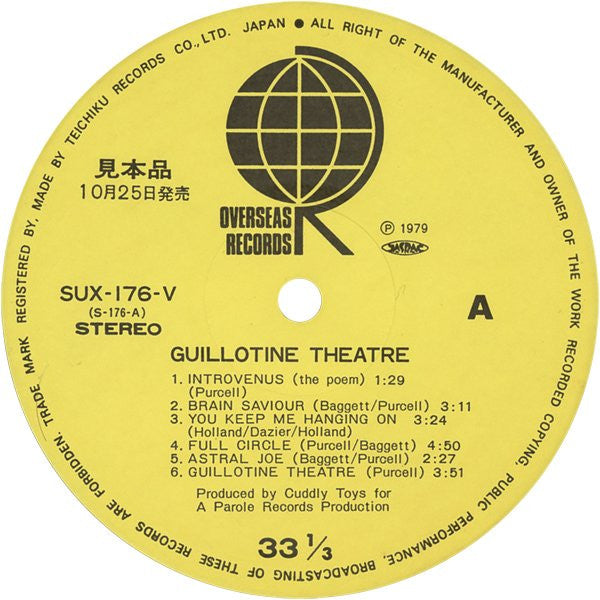 TRADE MARK REGISTERED BY, MADE BY TEICHIKU RECORDS CO., LTD. JAPAN ● ALL RIGHT OF THE MANUFACTURER AND OWNER OF THE WORK RECORDED COPYING, PUBLIC PERFORMANCE, BROADCASTING OF THESE RECORDS ARE FORBIDDEN.
見本品
10月25日発売
OVERSEAS
RECORDS
R
Ⓟ 1979
JASRAC
SUX-176-V
(S-176-A)
STEREO
A
GUILLOTINE THEATRE
1. INTROVENUS (the poem) 1:29
(Purcell)
2. BRAIN SAVIOUR (Baggett/Purcell) 3:11
3. YOU KEEP ME HANGING ON 3:24
(Holland/Dazier/Holland)
4. FULL CIRCLE (Purcell/Baggett) 4:50
5. ASTRAL JOE (Baggett/Purcell) 2:27
6. GUILLOTINE THEATRE (Purcell) 3:51
Produced by Cuddly Toys for
A Parole Records Production
33 1/3